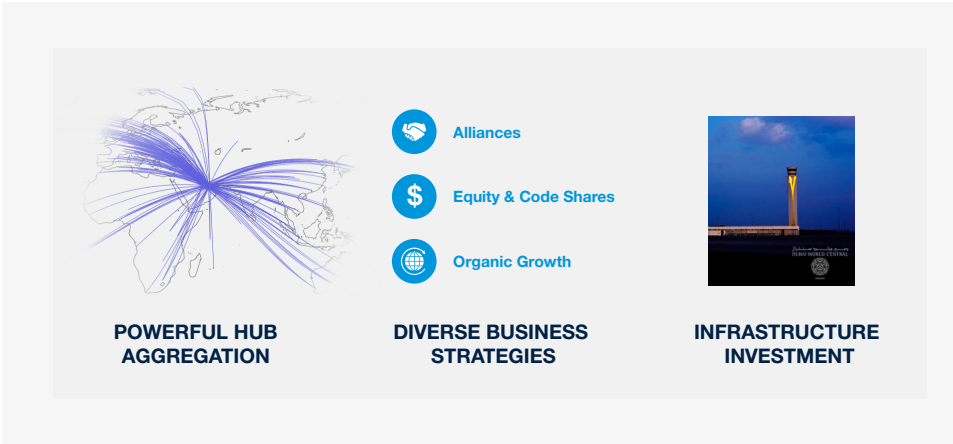 Alliances
$
Equity & Code Shares
Organic Growth
DUBAI WORLD CENTRAL
POWERFUL HUB
AGGREGATION
DIVERSE BUSINESS
STRATEGIES
INFRASTRUCTURE
INVESTMENT